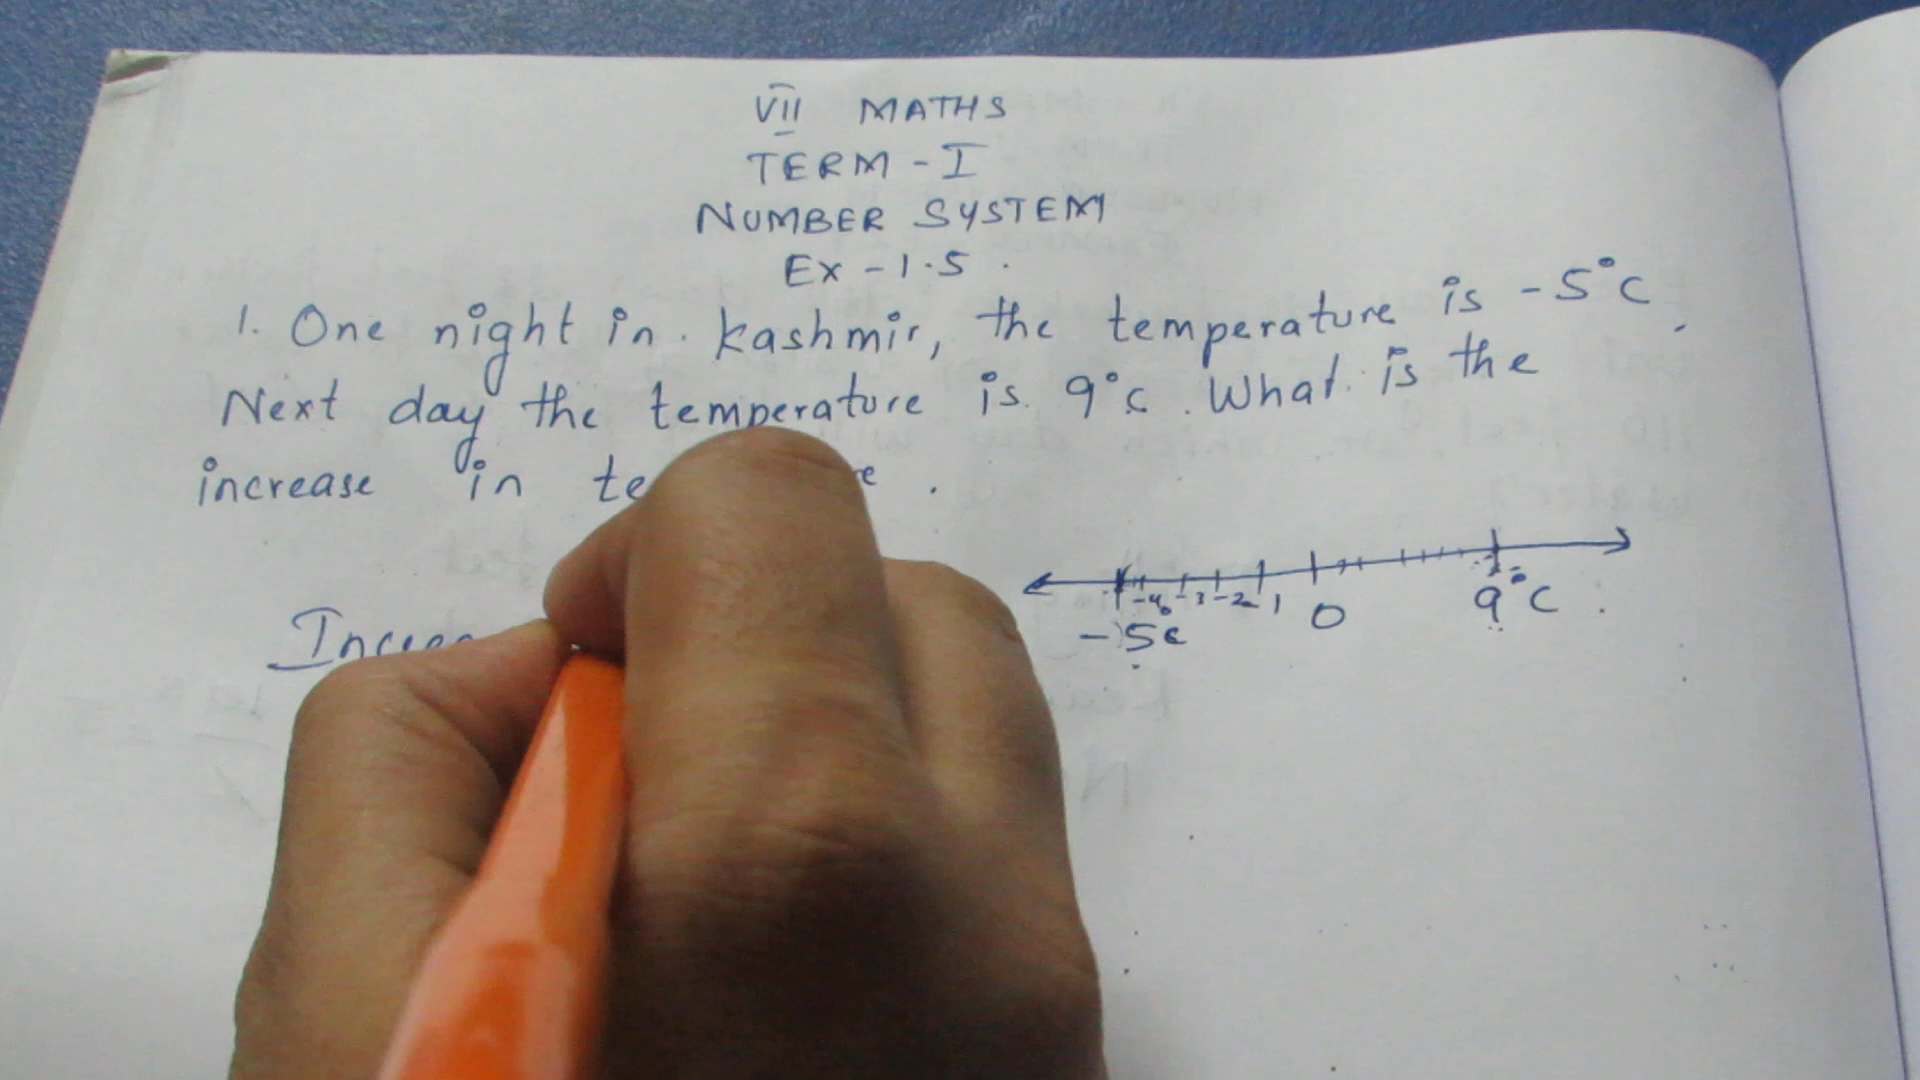 VII MATHS
TERM - I
NUMBER SYSTEM
Ex - 1.5
1. One night in kashmir, the temperature is -5°C.
Next day the temperature is 9°c. What is the
increase in
-4 -3 -2 1 0
-5c 9°C